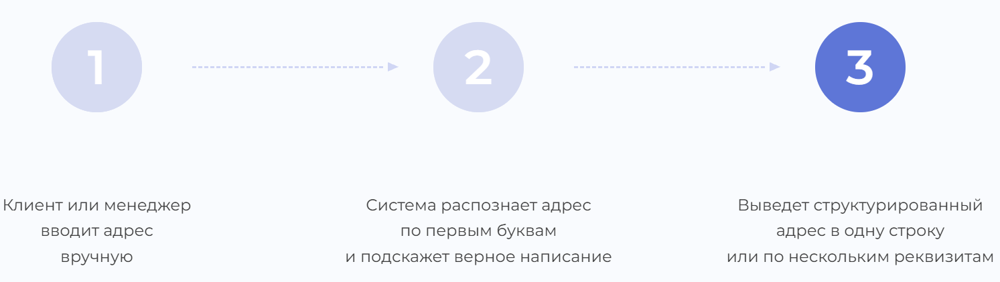 1
2
3
Клиент или менеджер
вводит адрес
вручную
Система распознает адрес
по первым буквам
и подскажет верное написание
Выведет структурированный
адрес в одну строку
или по нескольким реквизитам